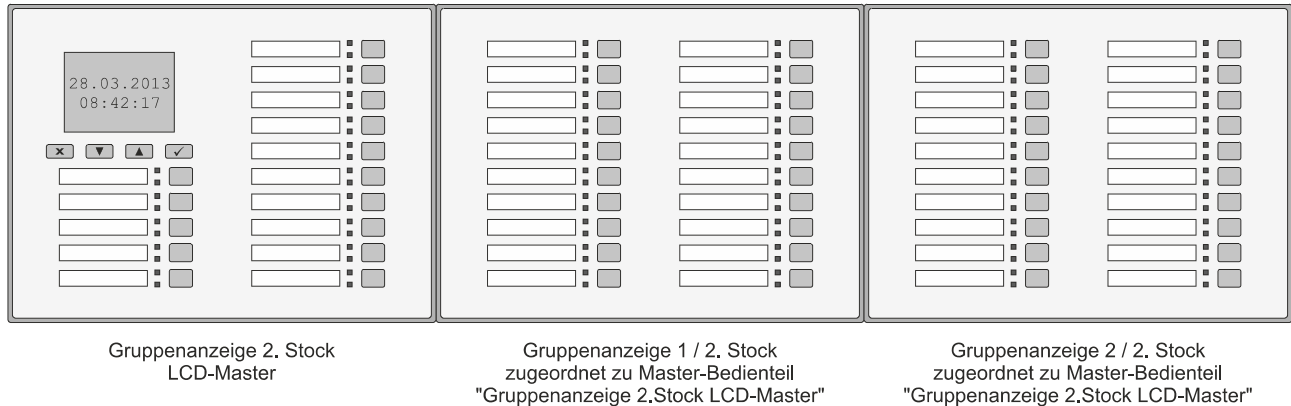 28.03.2013
08:42:17
Gruppenanzeige 2. Stock
LCD-Master
Gruppenanzeige 1 / 2. Stock
zugeordnet zu Master-Bedienteil
"Gruppenanzeige 2.Stock LCD-Master"
Gruppenanzeige 2 / 2. Stock
zugeordnet zu Master-Bedienteil
"Gruppenanzeige 2.Stock LCD-Master"